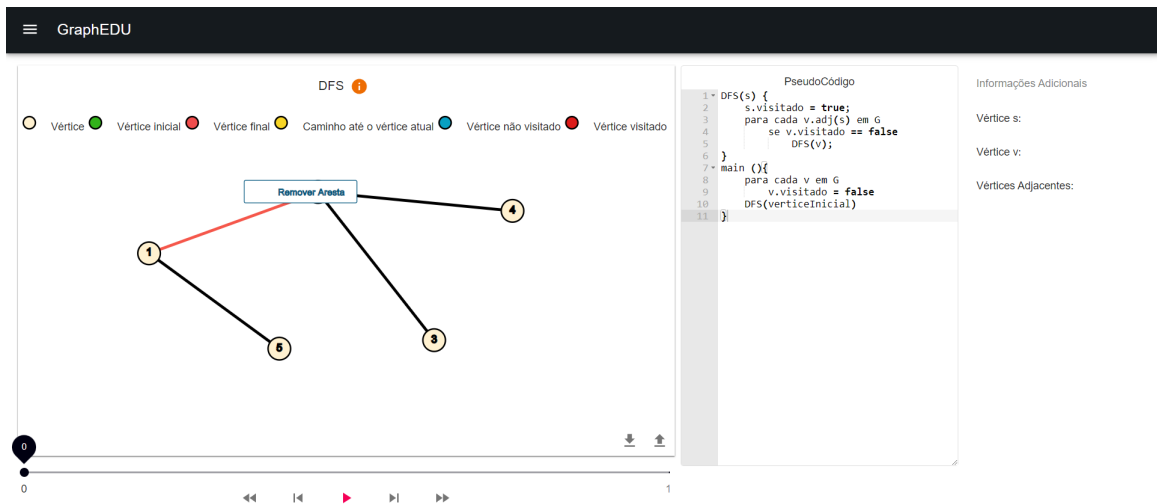 GraphEDU
DFS i
Vértice Vértice inicial Vértice final Caminho até o vértice atual Vértice não visitado Vértice visitado
Remover Aresta
4
1
3
5
0
0 1
PseudoCódigo
1 DFS(s) {
2 s.visitado = true;
3 para cada v.adj(s) em G
4 se v.visitado == false
5 DFS(v);
6 }
7 main (){
8 para cada v em G
9 v.visitado = false
10 DFS(verticeInicial)
11 }
Informações Adicionais
Vértice s:
Vértice v:
Vértices Adjacentes: